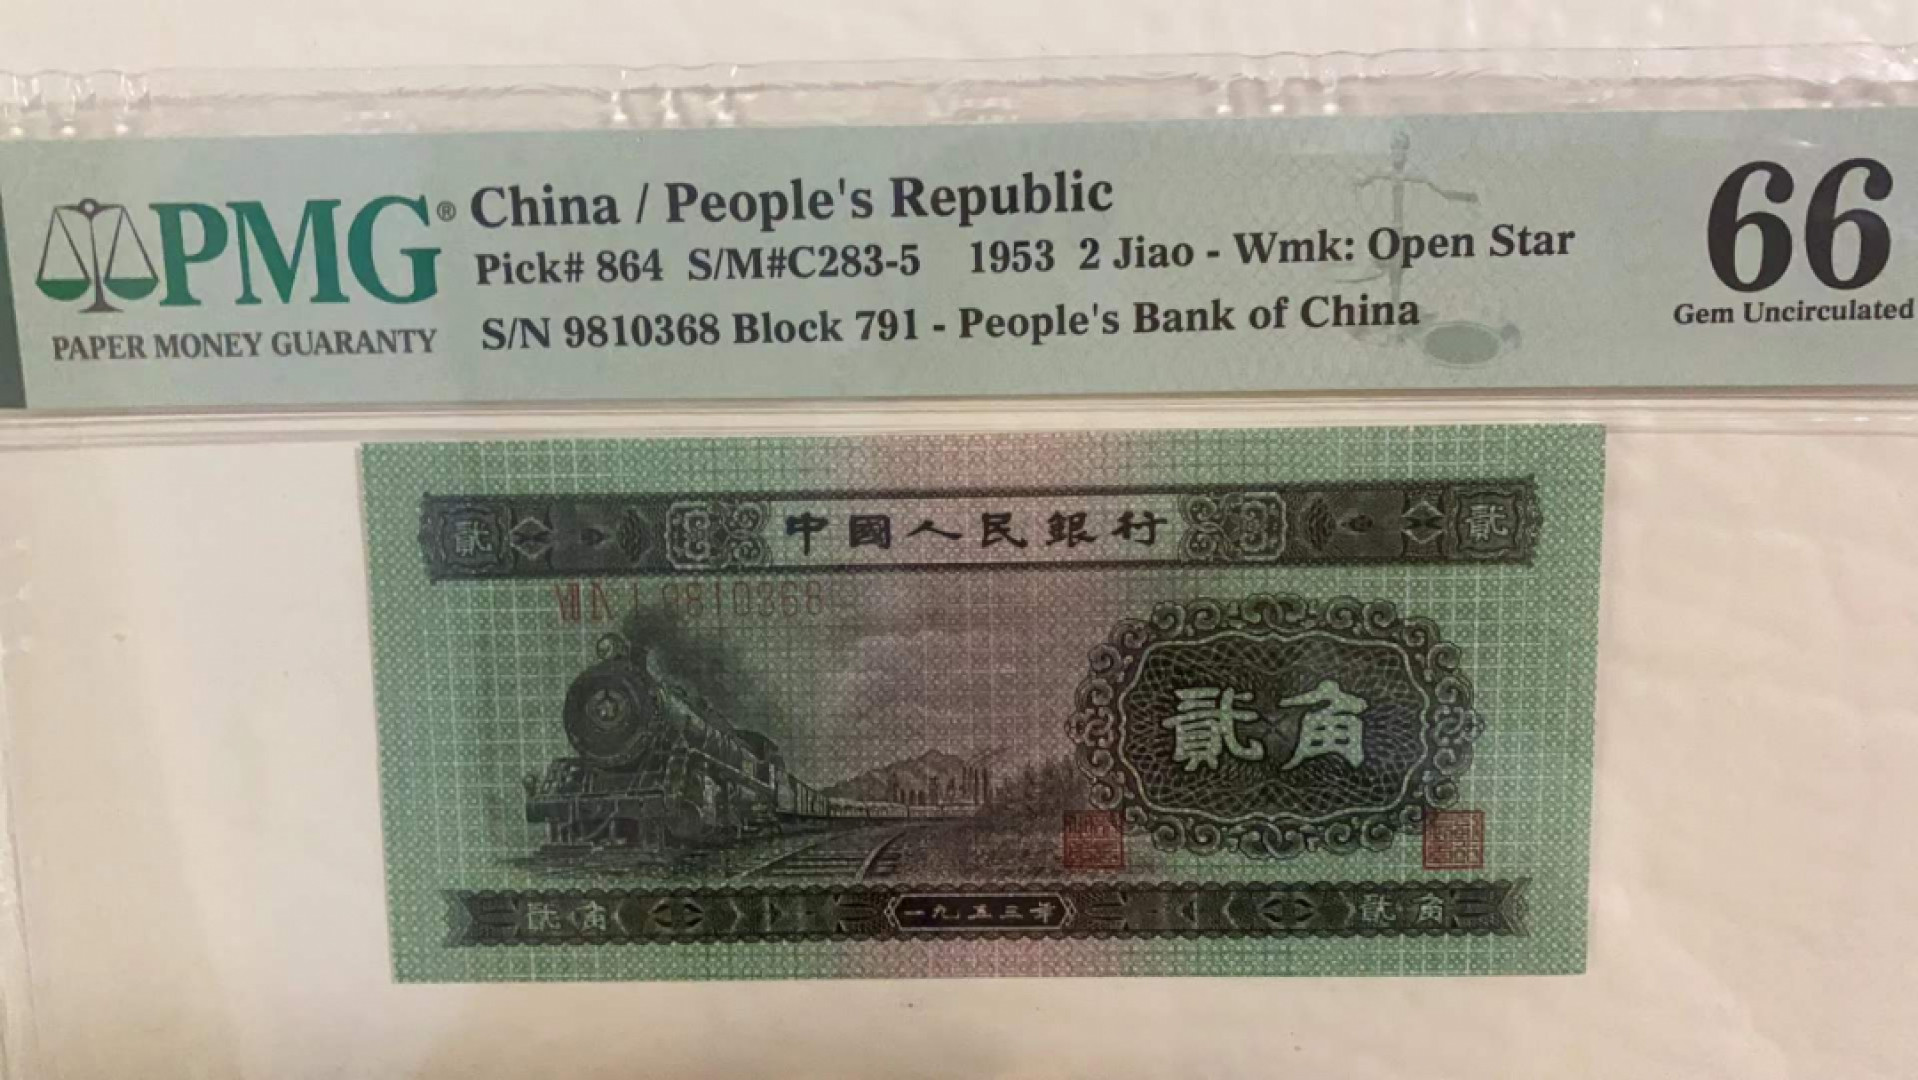 PMG® China / People's Republic
Pick# 864 S/M#C283-5 1953 2 Jiao - Wmk: Open Star
S/N 9810368 Block 791 - People's Bank of China
PAPER MONEY GUARANTY
66
Gem Uncirculated
貳 中國人民銀行 貳
9810368
貳角
貳角 一九五三年 貳角